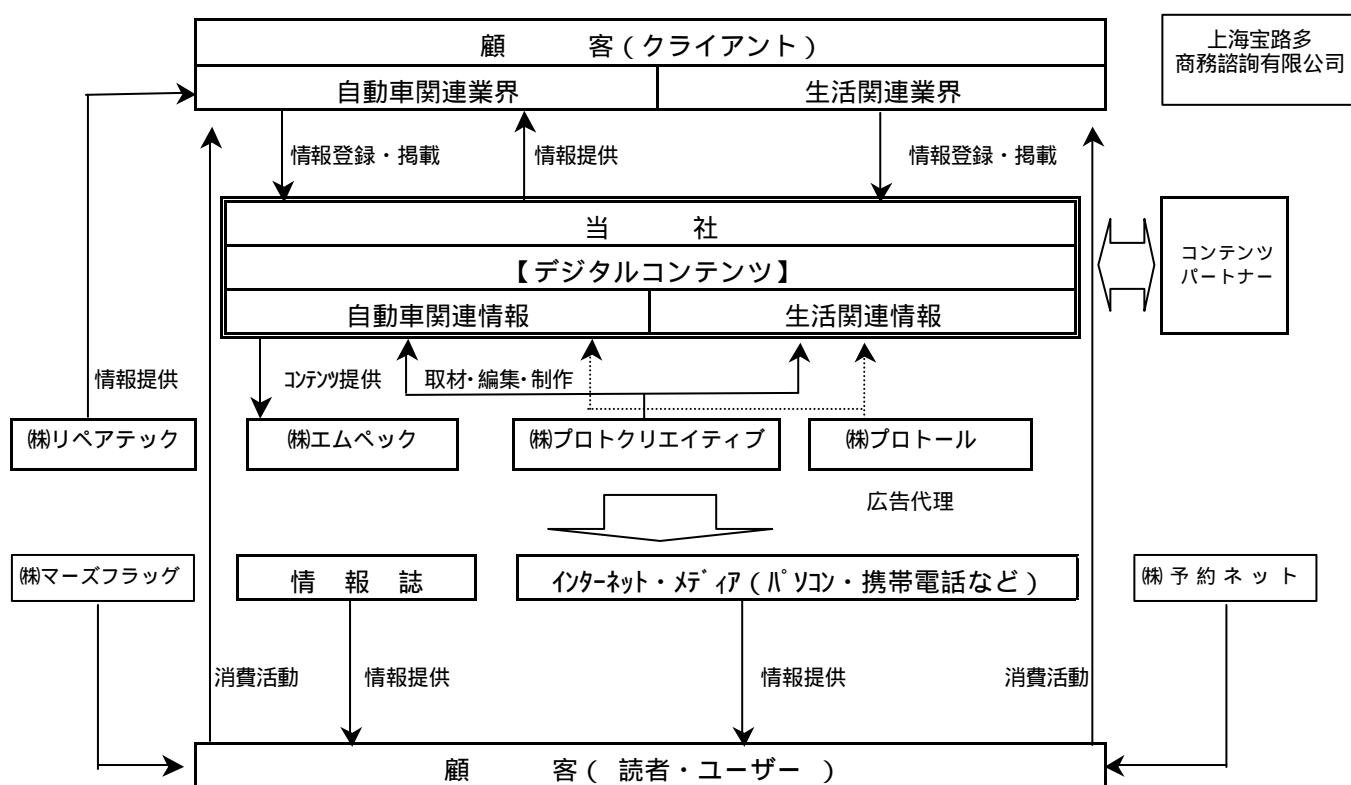 顧　　客(クライアント)
自動車関連業界
生活関連業界
上海宝路多
商務諮詢有限公司
情報登録・掲載
情報提供
情報登録・掲載
当　　社
【デジタルコンテンツ】
自動車関連情報
生活関連情報
コンテンツ
パートナー
情報提供
ｺﾝﾃﾝﾂ提供
取材・編集・制作
㈱リペアテック
㈱エムペック
㈱プロトクリエイティブ
㈱プロトール
広告代理
㈱マーズフラッグ
情　報　誌
ｲﾝﾀｰﾈｯﾄ・ﾒﾃﾞｨｱ(ﾊﾟｿｺﾝ・携帯電話など)
㈱予約ネット
消費活動
情報提供
情報提供
消費活動
顧　　客( 読者・ユーザー )